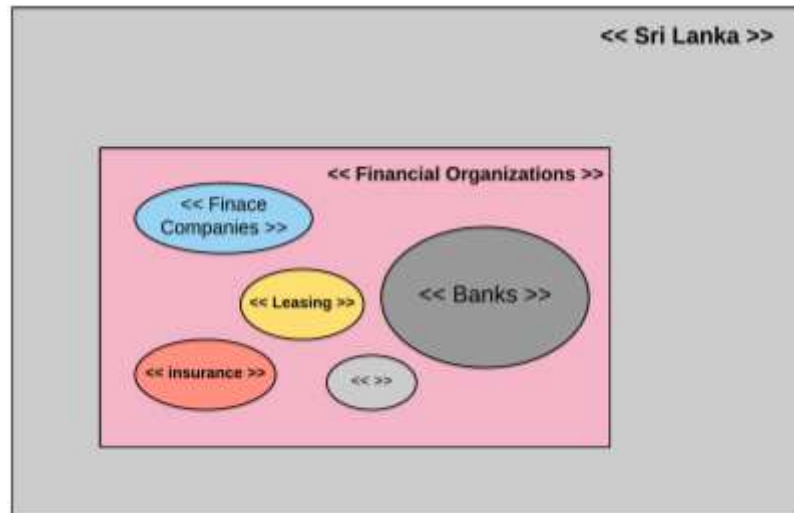 << Sri Lanka >>
<< Financial Organizations >>
<< Finace
Companies >>
<< Banks >>
<< Leasing >>
<< insurance >>
<< >>